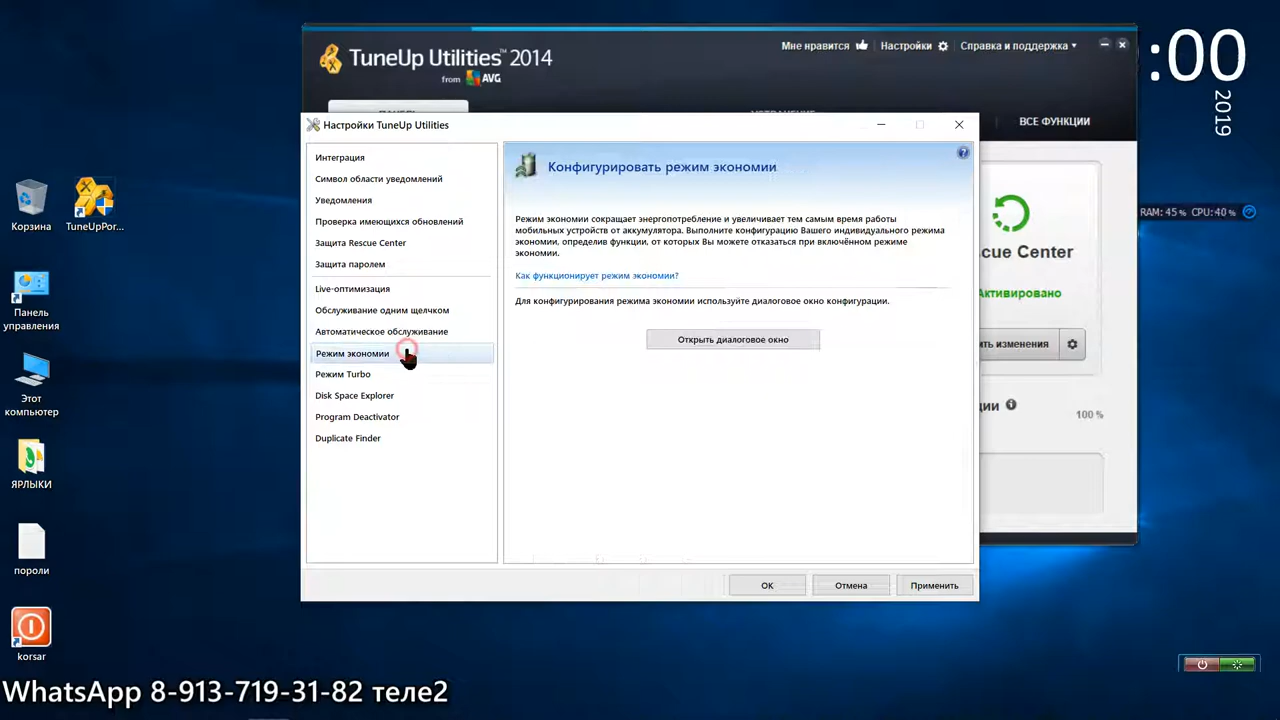 TuneUp Utilities™ 2014
from AVG
Мне нравится
Настройки
Справка и поддержка
:00
2019
ВСЕ ФУНКЦИИ
Настройки TuneUp Utilities
Интеграция
Символ области уведомлений
Уведомления
Проверка имеющихся обновлений
Защита Rescue Center
Защита паролем
Live-оптимизация
Обслуживание одним щелчком
Автоматическое обслуживание
Режим экономии
Режим Turbo
Disk Space Explorer
Program Deactivator
Duplicate Finder
Конфигурировать режим экономии
Режим экономии сокращает энергопотребление и увеличивает тем самым время работы
мобильных устройств от аккумулятора. Выполните конфигурацию Вашего индивидуального режима
экономии, определив функции, от которых Вы можете отказаться при включённом режиме
экономии.
Как функционирует режим экономии?
Для конфигурирования режима экономии используйте диалоговое окно конфигурации.
Открыть диалоговое окно
ОК
Отмена
Применить
scue Center
Активировано
ить изменения
ции
100 %
RAM: 45 % CPU: 40 %
Корзина
TuneUpPor...
Панель
управления
Этот
компьютер
ЯРЛЫКИ
пороли
korsar
WhatsApp 8-913-719-31-82 теле2